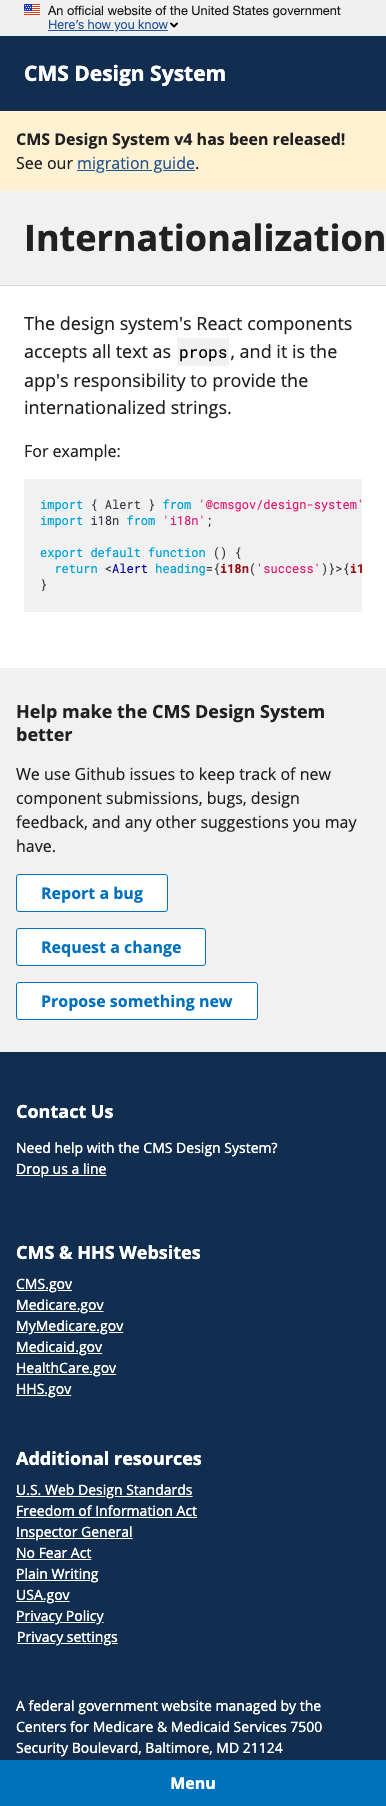 An official website of the United States government
Here's how you know
CMS Design System
CMS Design System v4 has been released!
See our migration guide.
Internationalization
The design system's React components
accepts all text as props, and it is the
app's responsibility to provide the
internationalized strings.
For example:
import { Alert } from '@cmsgov/design-system'
import i18n from 'i18n';
export default function () {
return <Alert heading={i18n('success')}>{i1
}
Help make the CMS Design System
better
We use Github issues to keep track of new
component submissions, bugs, design
feedback, and any other suggestions you may
have.
Report a bug
Request a change
Propose something new
Contact Us
Need help with the CMS Design System?
Drop us a line
CMS & HHS Websites
CMS.gov
Medicare.gov
MyMedicare.gov
Medicaid.gov
HealthCare.gov
HHS.gov
Additional resources
U.S. Web Design Standards
Freedom of Information Act
Inspector General
No Fear Act
Plain Writing
USA.gov
Privacy Policy
Privacy settings
A federal government website managed by the
Centers for Medicare & Medicaid Services 7500
Security Boulevard, Baltimore, MD 21124
Menu